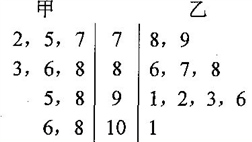 甲 乙
2, 5, 7 | 7 | 8, 9
3, 6, 8 | 8 | 6, 7, 8
5, 8 | 9 | 1, 2, 3, 6
6, 8 | 10 | 1